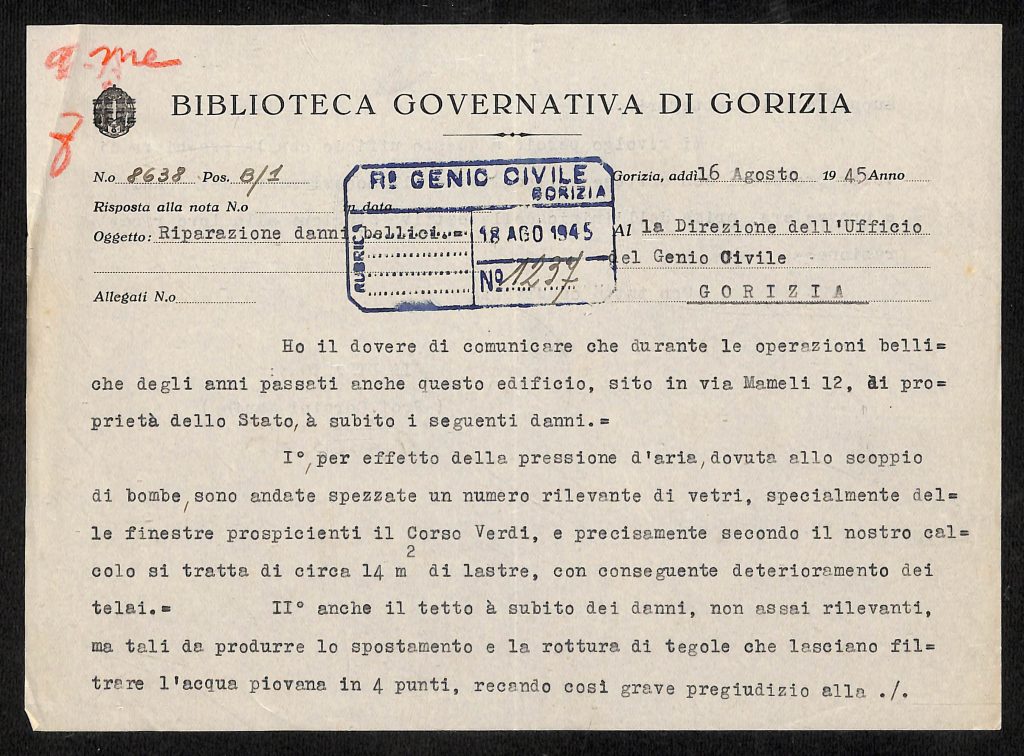 a me
BIBLIOTECA GOVERNATIVA DI GORIZIA
N.o 8638 Pos. B/1
Rº GENIO CIVILE
GORIZIA
Gorizia, addì 16 Agosto 1945 Anno
Risposta alla nota N.o in data
Oggetto: Riparazione danni bellici.=
RUBRICA
18 AGO 1945
Nº 1237
Al la Direzione dell'Ufficio
del Genio Civile
GORIZIA
Allegati N.o
Ho il dovere di comunicare che durante le operazioni belli=
che degli anni passati anche questo edificio, sito in via Mameli 12, di pro=
prietà dello Stato, à subito i seguenti danni.=
I°, per effetto della pressione d'aria, dovuta allo scoppio
di bombe, sono andate spezzate un numero rilevante di vetri, specialmente del=
le finestre prospicienti il Corso Verdi, e precisamente secondo il nostro cal=
colo si tratta di circa 14 m² di lastre, con conseguente deterioramento dei
telai.= II° anche il tetto à subito dei danni, non assai rilevanti,
ma tali da produrre lo spostamento e la rottura di tegole che lasciano fil=
trare l'acqua piovana in 4 punti, recando così grave pregiudizio alla ./.